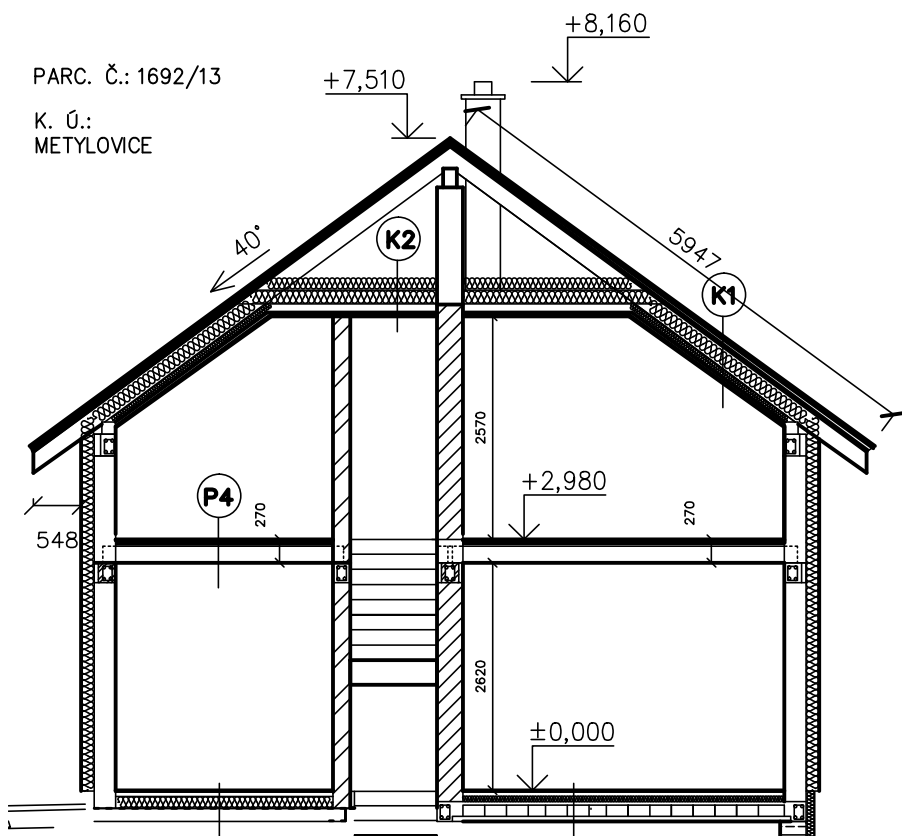 +8,160
PARC. Č.: 1692/13
+7,510
K. Ú.:
METYLOVICE
40°
K2
5947
K1
2570
P4
270
+2,980
270
548
2620
±0,000